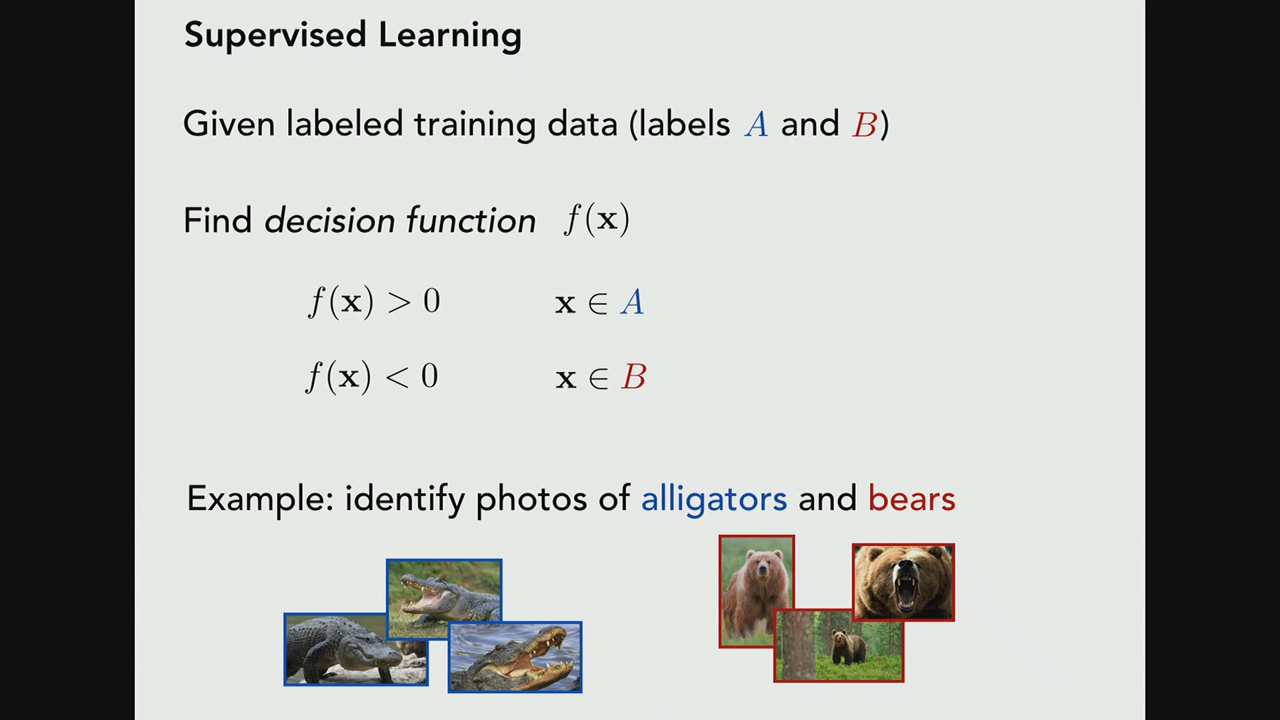 Supervised Learning
Given labeled training data (labels A and B)
Find decision function f(x)
f(x) > 0 x ∈ A
f(x) < 0 x ∈ B
Example: identify photos of alligators and bears